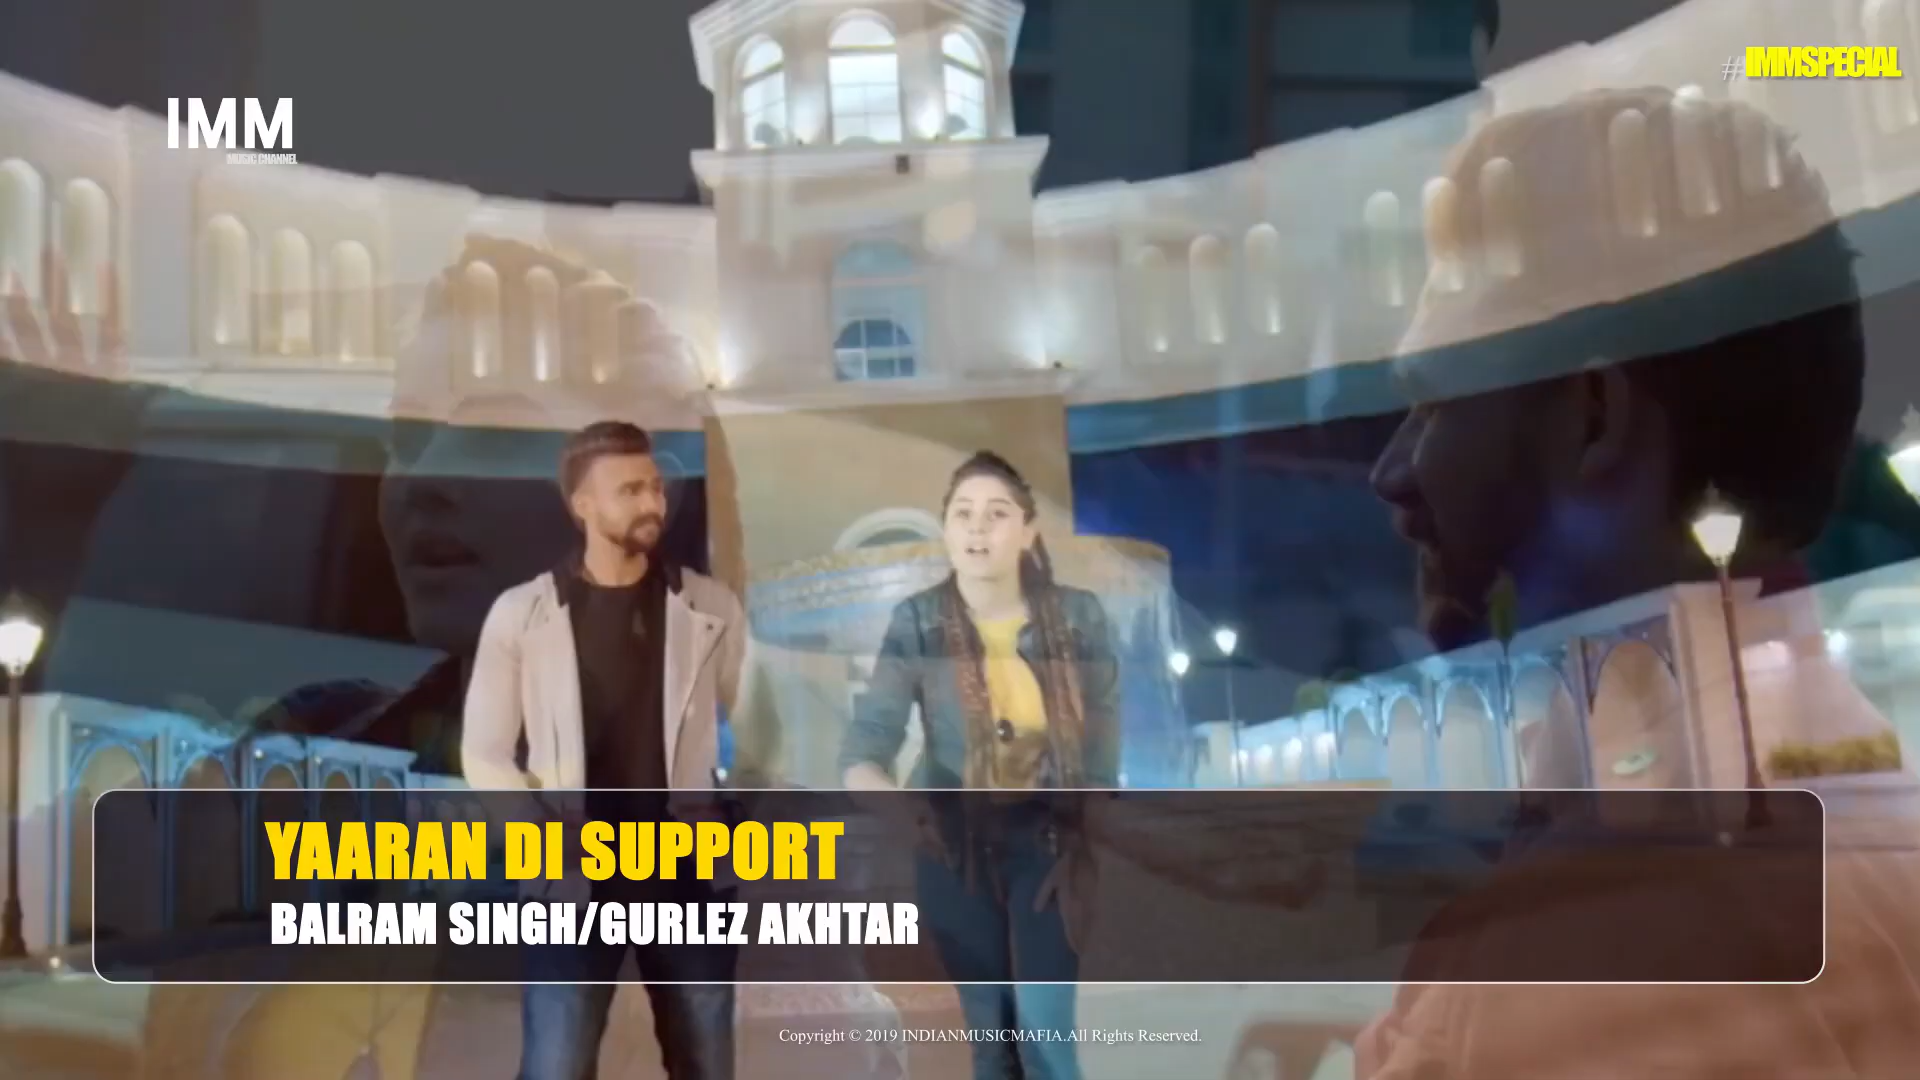 #IMMSPECIAL
IMM
MUSIC CHANNEL
YAARAN DI SUPPORT
BALRAM SINGH/GURLEZ AKHTAR
Copyright © 2019 INDIANMUSICMAFIA.All Rights Reserved.